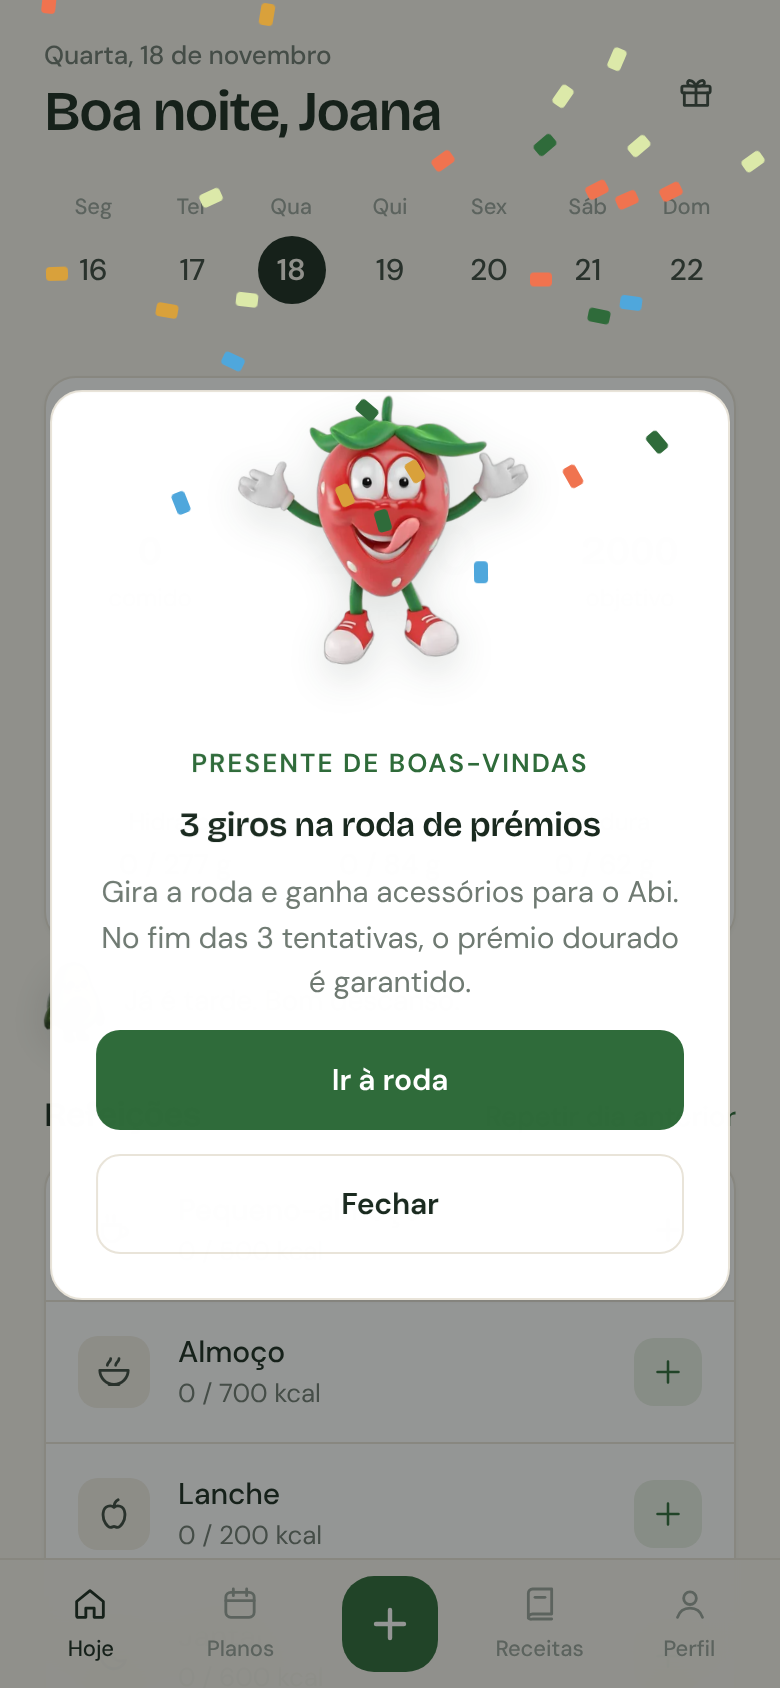 Quarta, 18 de novembro
Boa noite, Joana
Seg Ter Qua Qui Sex Sáb Dom
16 17 18 19 20 21 22
PRESENTE DE BOAS-VINDAS
3 giros na roda de prémios
Gira a roda e ganha acessórios para o Abi.
No fim das 3 tentativas, o prémio dourado
é garantido.
Ir à roda
Fechar
Almoço
0 / 700 kcal
Lanche
0 / 200 kcal
Hoje Planos Receitas Perfil